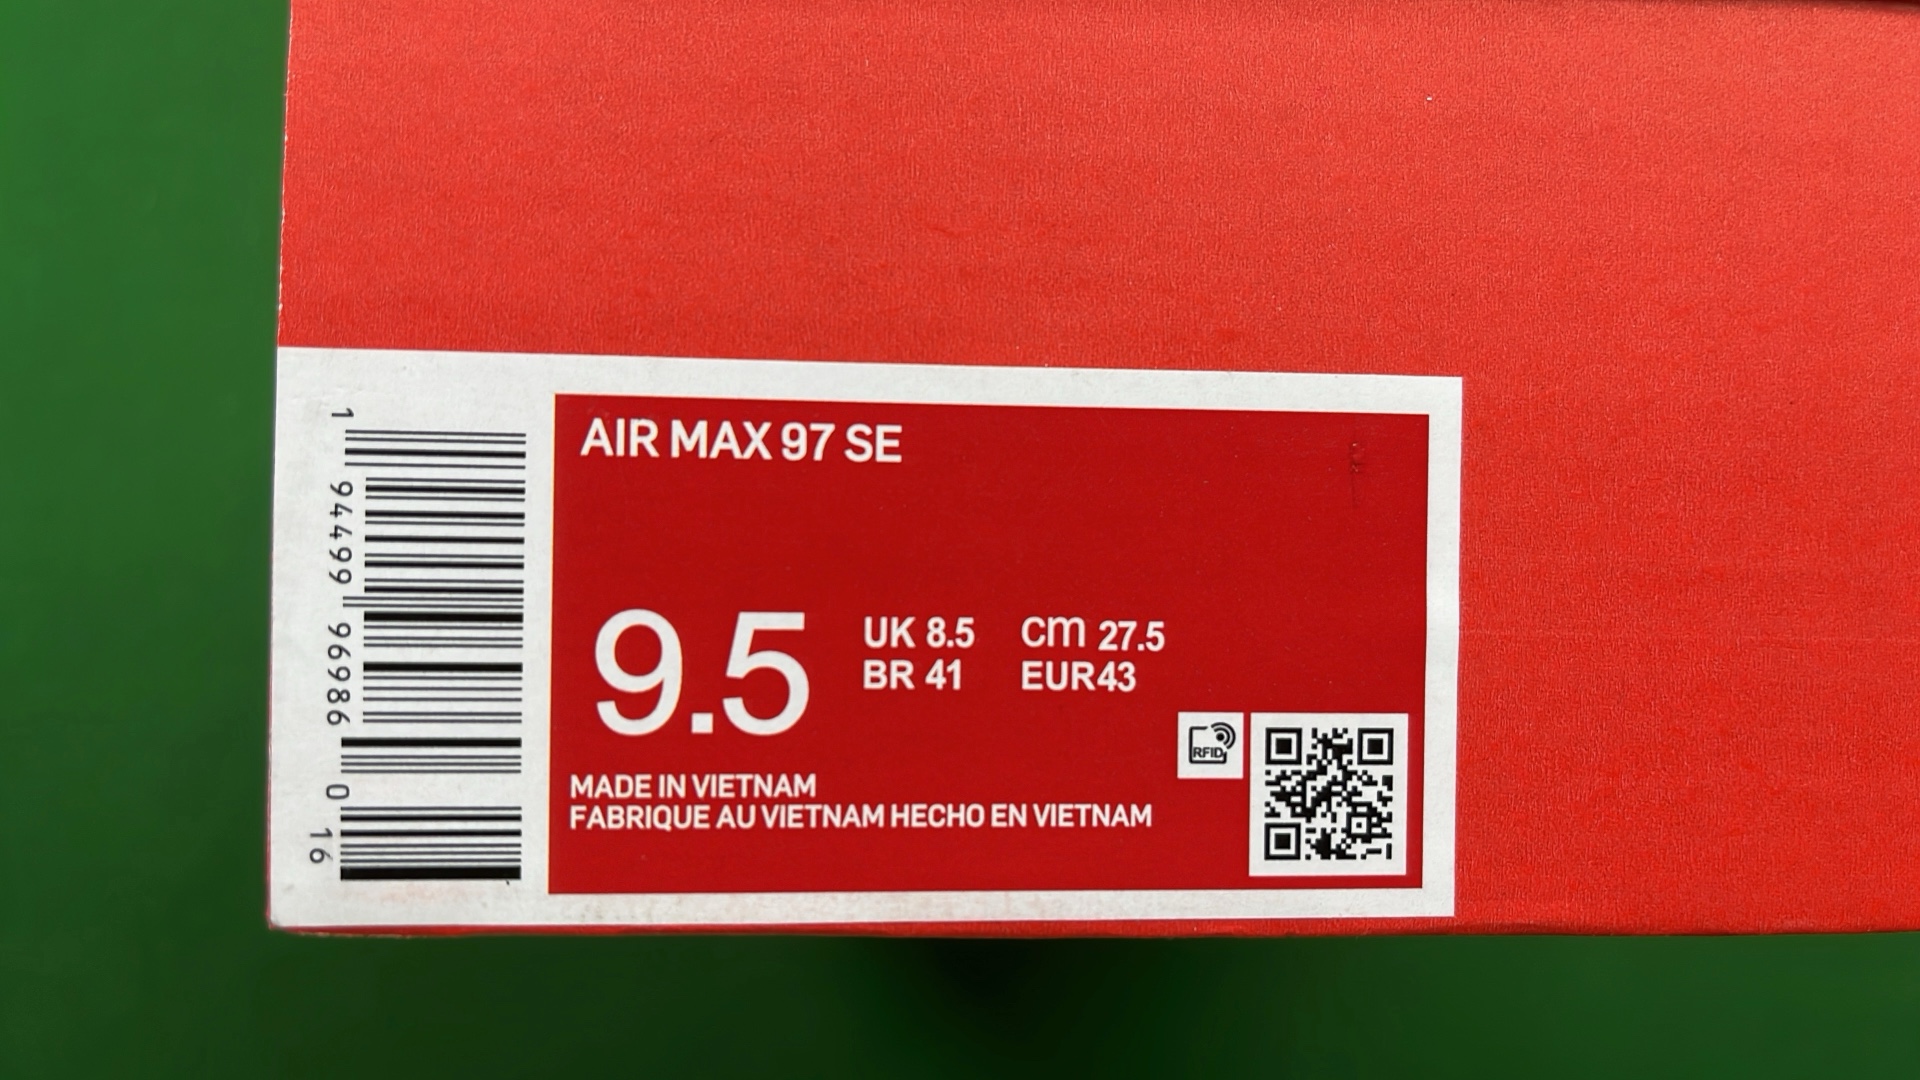 AIR MAX 97 SE
9.5
UK 8.5 cm 27.5
BR 41 EUR43
MADE IN VIETNAM
FABRIQUE AU VIETNAM HECHO EN VIETNAM
RFID
1 94499 96986 0
16